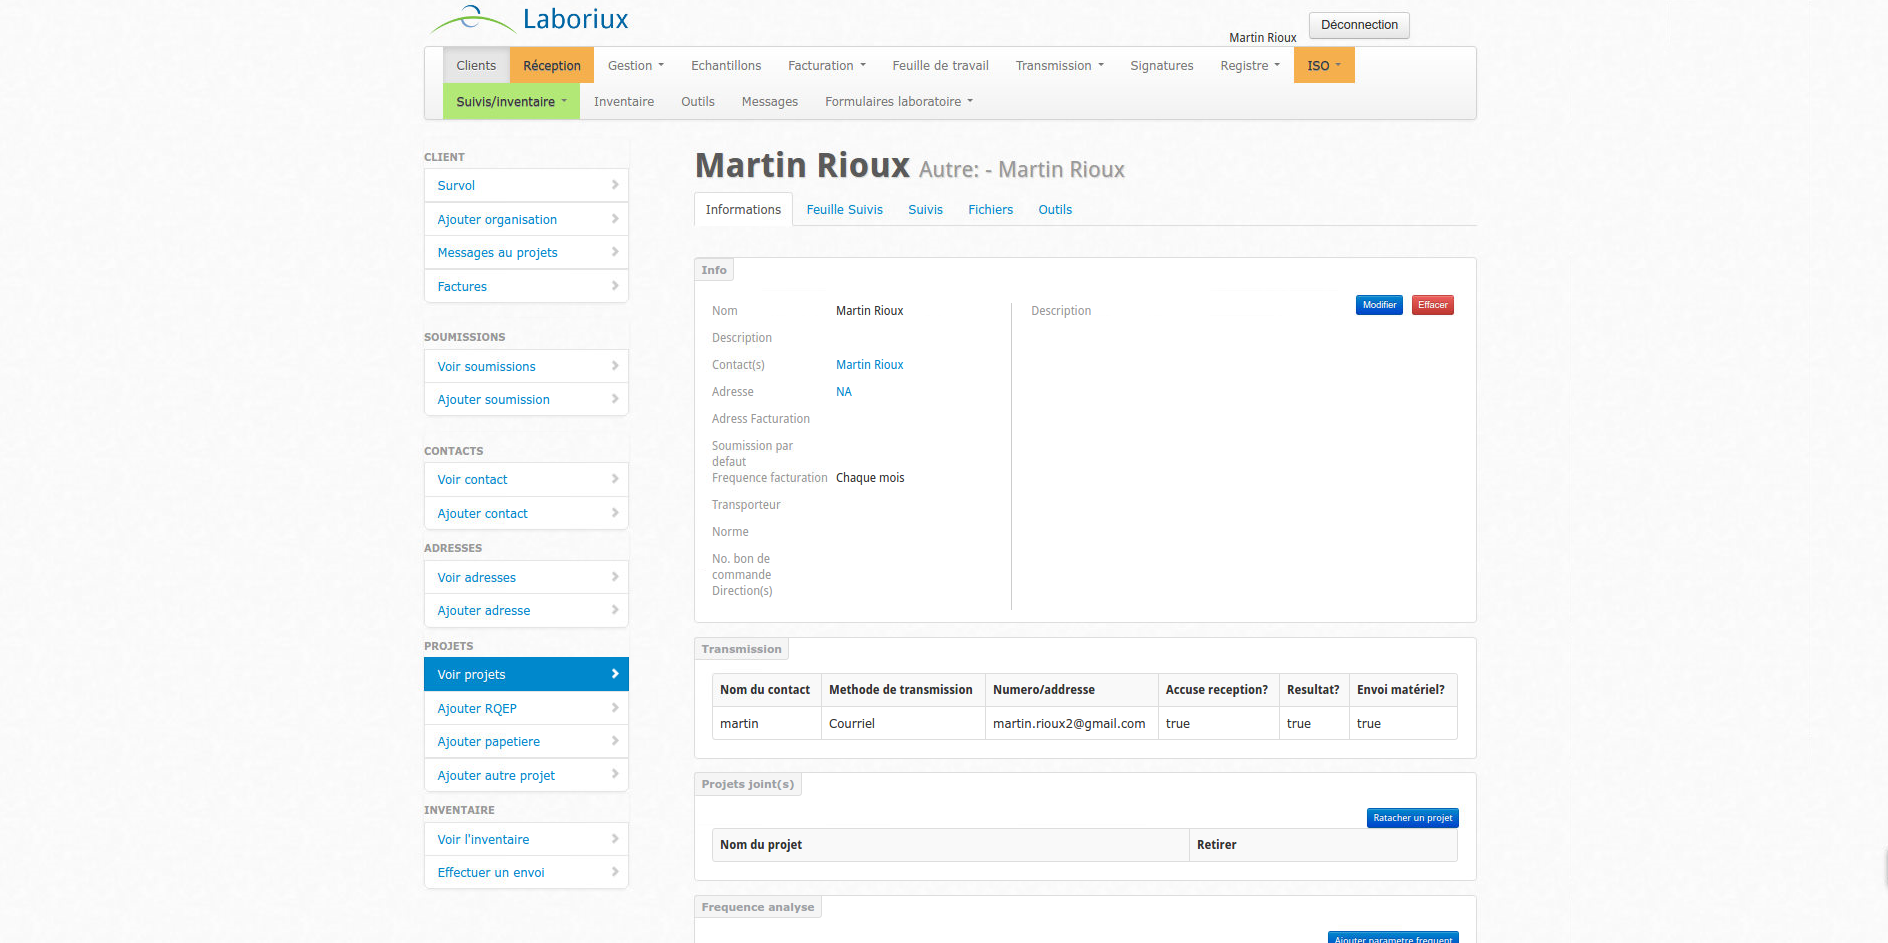 Laboriux
Martin Rioux
Déconnection
Clients Réception Gestion Echantillons Facturation Feuille de travail Transmission Signatures Registre ISO
Suivis/inventaire Inventaire Outils Messages Formulaires laboratoire
CLIENT
Survol
Ajouter organisation
Messages au projets
Factures
SOUMISSIONS
Voir soumissions
Ajouter soumission
CONTACTS
Voir contact
Ajouter contact
ADRESSES
Voir adresses
Ajouter adresse
PROJETS
Voir projets
Ajouter RQEP
Ajouter papetiere
Ajouter autre projet
INVENTAIRE
Voir l'inventaire
Effectuer un envoi
Martin Rioux Autre: - Martin Rioux
Informations Feuille Suivis Suivis Fichiers Outils
Info
Modifier Effacer
Nom Martin Rioux
Description
Contact(s) Martin Rioux
Adresse NA
Adress Facturation
Soumission par
defaut
Frequence facturation Chaque mois
Transporteur
Norme
No. bon de
commande
Direction(s)
Description
Transmission
Nom du contact Methode de transmission Numero/addresse Accuse reception? Resultat? Envoi matériel?
martin Courriel martin.rioux2@gmail.com true true true
Projets joint(s)
Ratacher un projet
Nom du projet Retirer
Frequence analyse
Ajouter parametre frequent